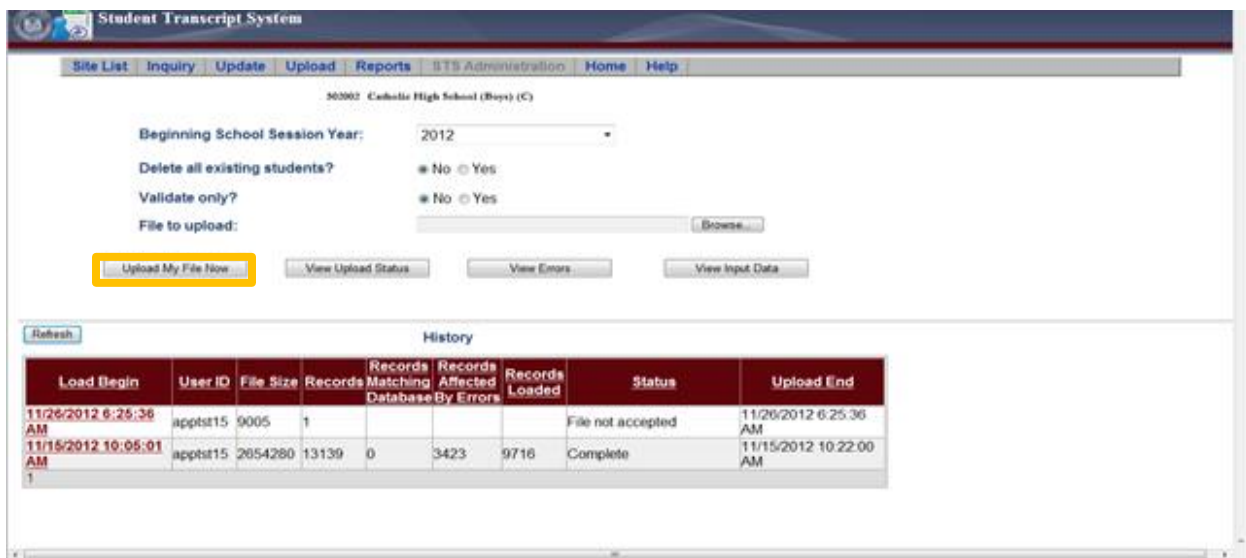 Student Transcript System
Site List Inquiry Update Upload Reports STS Administration Home Help
502002 Catholic High School (Boys) (C)
Beginning School Session Year: 2012
Delete all existing students? No Yes
Validate only? No Yes
File to upload: Browse...
Upload My File Now View Upload Status View Errors View Input Data
Refresh History
Load Begin User ID File Size Records Records Matching Database Records Affected By Errors Records Loaded Status Upload End
11/26/2012 6:25:36 AM apptst15 9005 1 File not accepted 11/26/2012 6:25:36 AM
11/15/2012 10:05:01 AM apptst15 2654280 13139 0 3423 9716 Complete 11/15/2012 10:22:00 AM
1